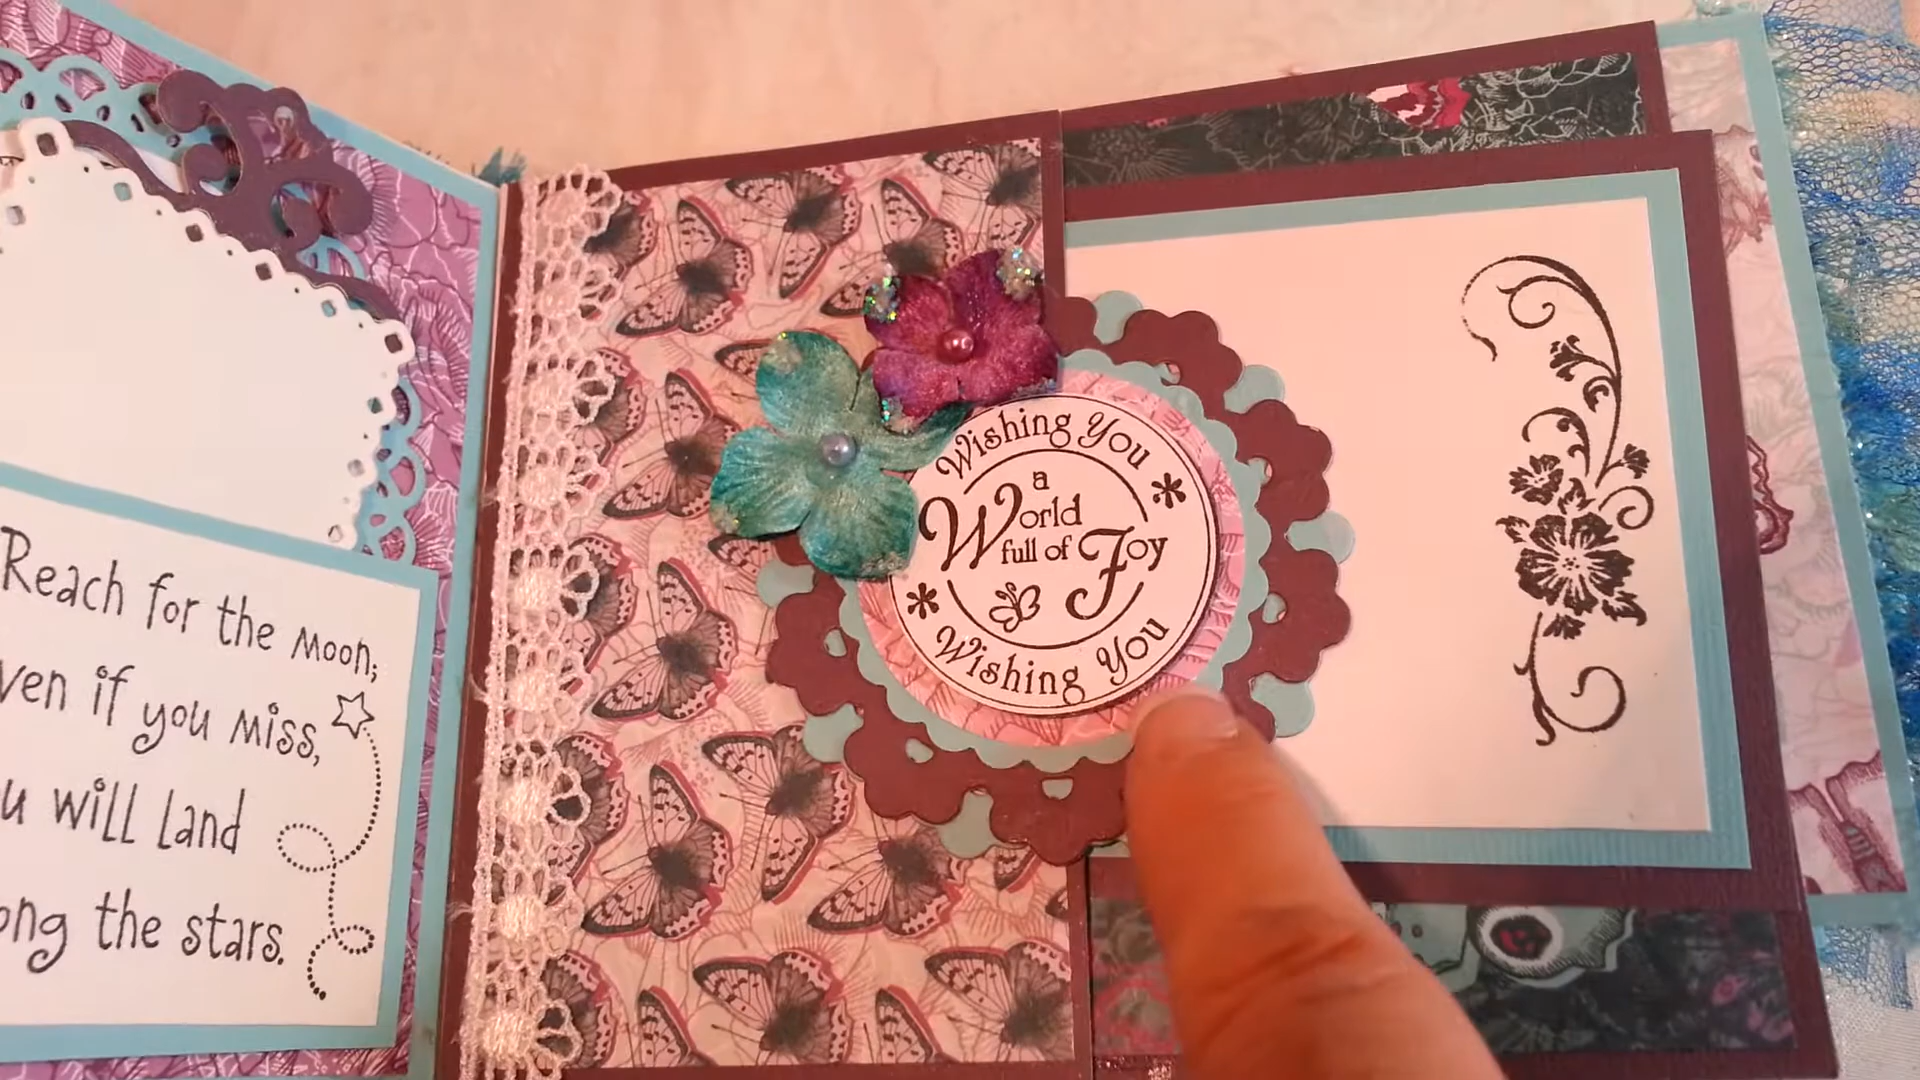 Reach for the moon;
ven if you miss,
u will land
ong the stars.
Wishing You
a
World
full of Joy
Wishing You